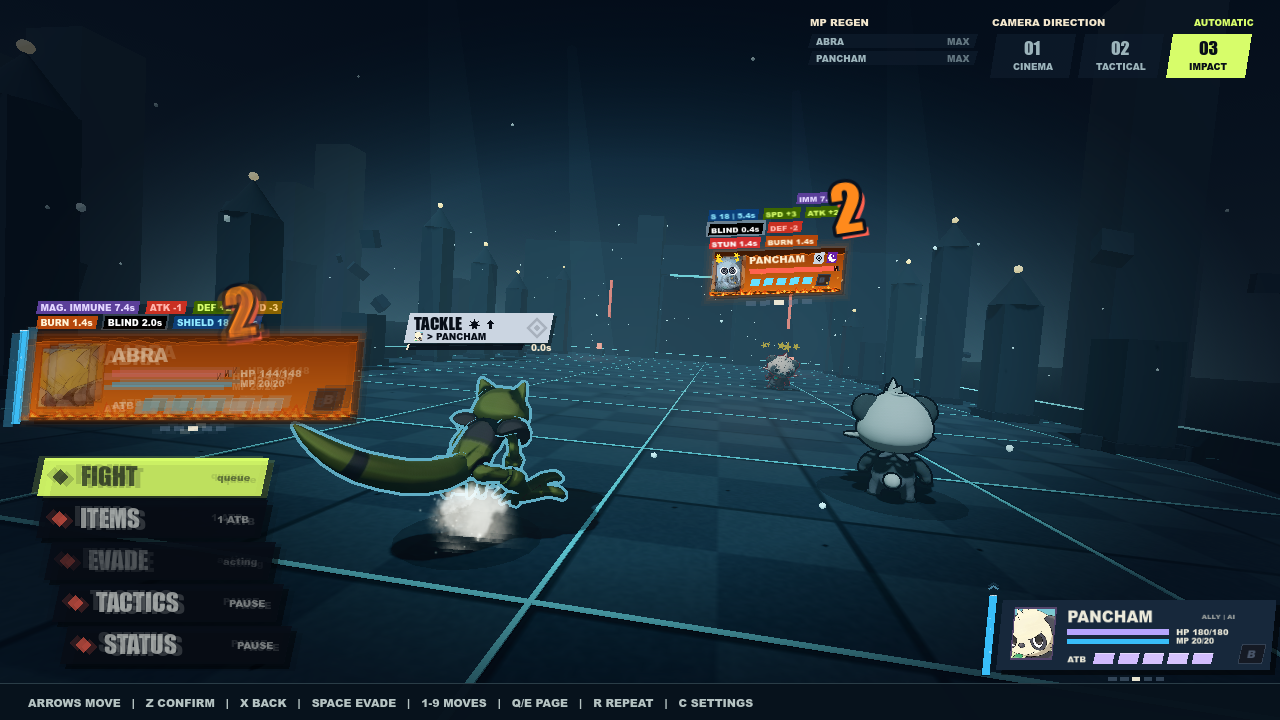 MP REGEN
ABRA MAX
PANCHAM MAX
CAMERA DIRECTION AUTOMATIC
01 CINEMA
02 TACTICAL
03 IMPACT
2
S 18 | 5.4s SPD +3 ATK +2
BLIND 0.4s DEF -2
STUN 1.4s BURN 1.4s
PANCHAM
MAG. IMMUNE 7.4s ATK -1 DEF -3
BURN 1.4s BLIND 2.0s SHIELD 18
2
ABRA
HP 144/148
MP 20/20
ATB B
TACKLE
> PANCHAM
0.0s
FIGHT queue
ITEMS 1 ATB
EVADE acting
TACTICS PAUSE
STATUS PAUSE
PANCHAM ALLY | AI
HP 180/180
MP 20/20
ATB B
ARROWS MOVE | Z CONFIRM | X BACK | SPACE EVADE | 1-9 MOVES | Q/E PAGE | R REPEAT | C SETTINGS